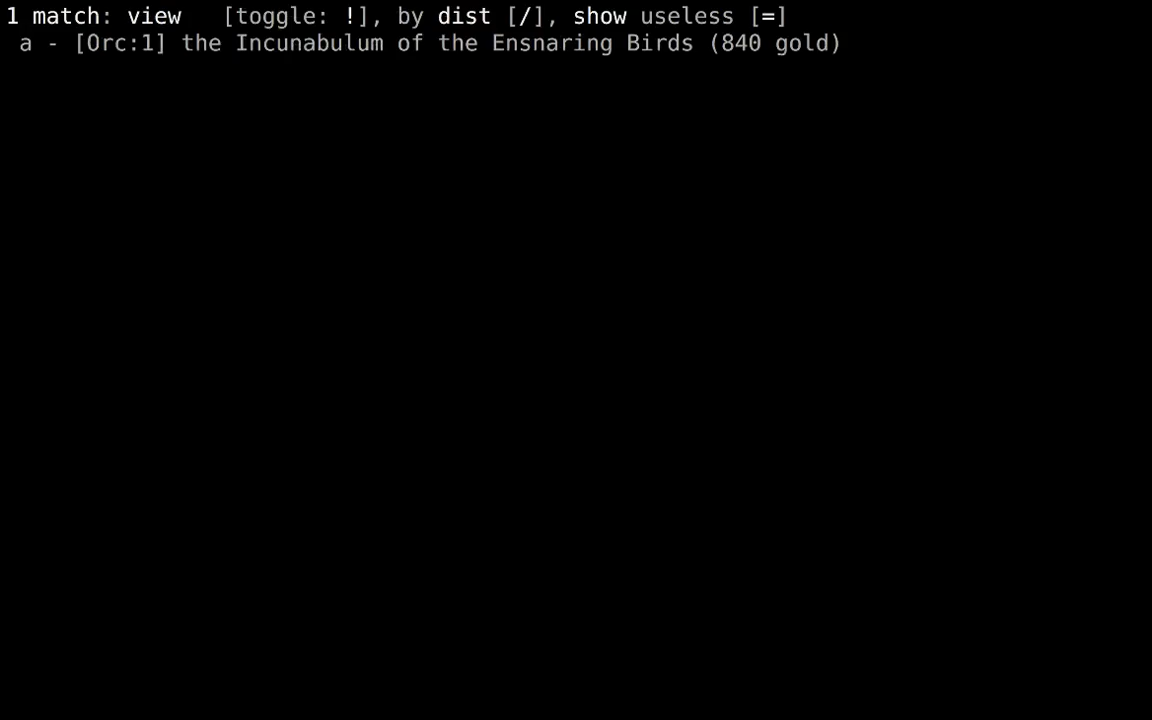 1 match: view   [toggle: !], by dist [/], show useless [=]
a - [Orc:1] the Incunabulum of the Ensnaring Birds (840 gold)